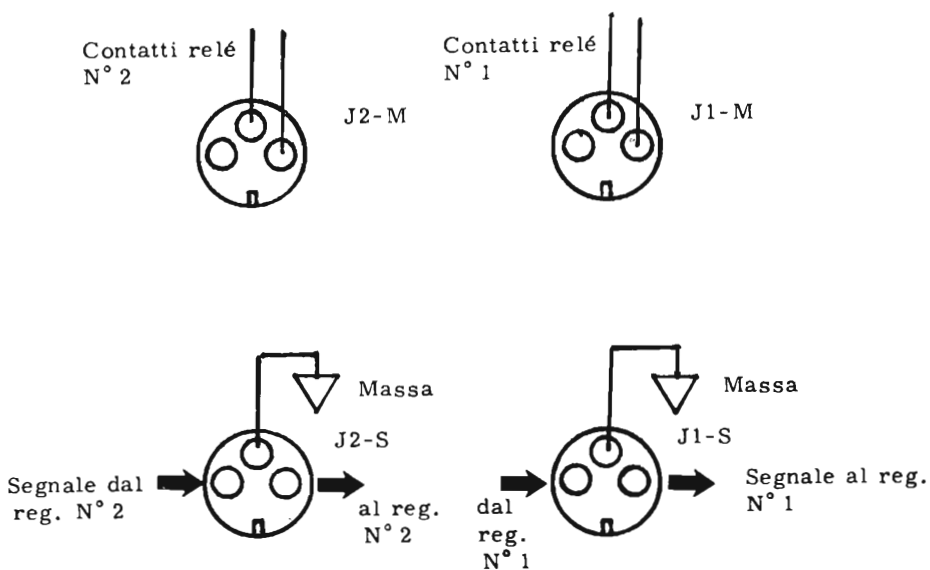 Contatti relé
N° 2
J2-M
Contatti relé
N° 1
J1-M
Massa
J2-S
Segnale dal
reg. N° 2
al reg.
N° 2
Massa
J1-S
dal
reg.
N° 1
Segnale al reg.
N° 1